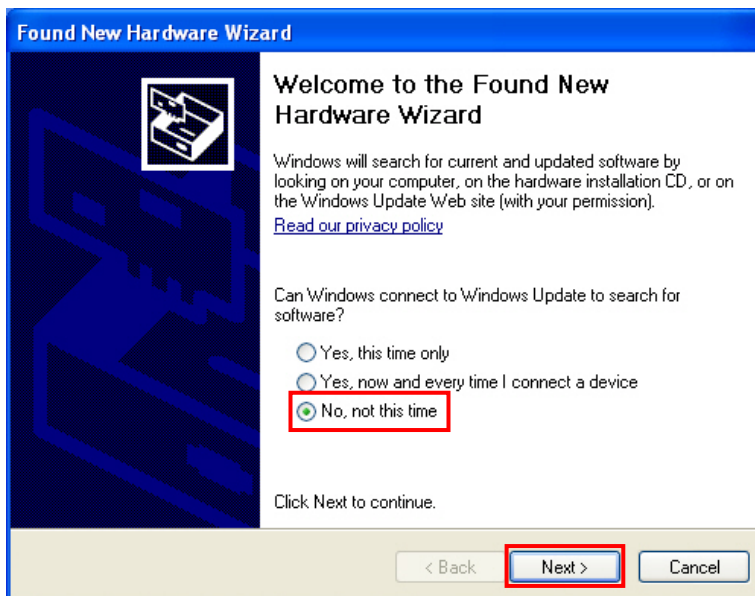 Found New Hardware Wizard
Welcome to the Found New
Hardware Wizard
Windows will search for current and updated software by
looking on your computer, on the hardware installation CD, or on
the Windows Update Web site (with your permission).
Read our privacy policy
Can Windows connect to Windows Update to search for
software?
Yes, this time only
Yes, now and every time I connect a device
No, not this time
Click Next to continue.
< Back Next > Cancel